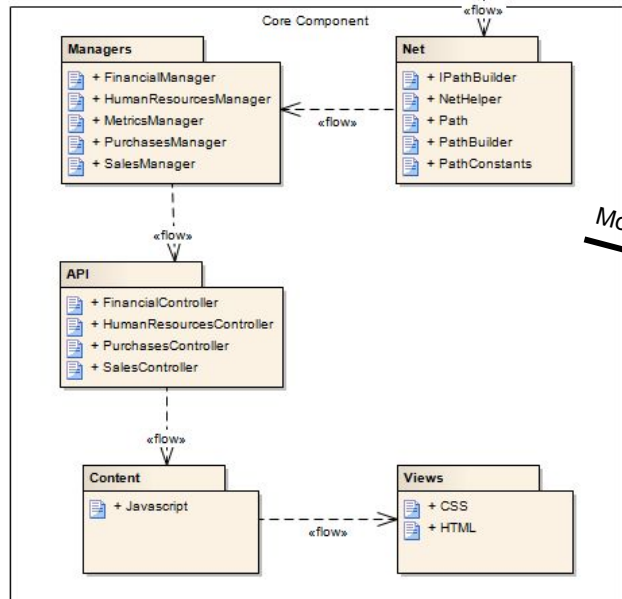 «flow»
Core Component
Managers
+ FinancialManager
+ HumanResourcesManager
+ MetricsManager
+ PurchasesManager
+ SalesManager
Net
+ IPathBuilder
+ NetHelper
+ Path
+ PathBuilder
+ PathConstants
«flow»
«flow»
API
+ FinancialController
+ HumanResourcesController
+ PurchasesController
+ SalesController
«flow»
Content
+ Javascript
«flow»
Views
+ CSS
+ HTML